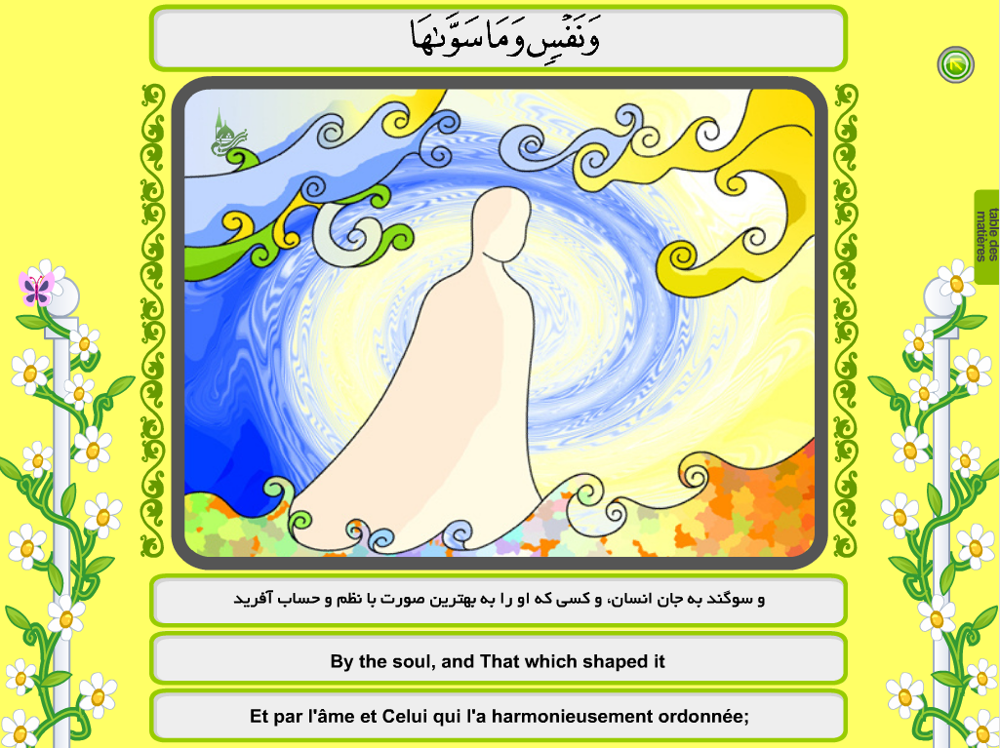 وَنَفْسٍ وَمَا سَوَّىٰهَا
table des
matières
و سوگند به جان انسان، و کسی که او را به بهترین صورت با نظم و حساب آفرید
By the soul, and That which shaped it
Et par l'âme et Celui qui l'a harmonieusement ordonnée;